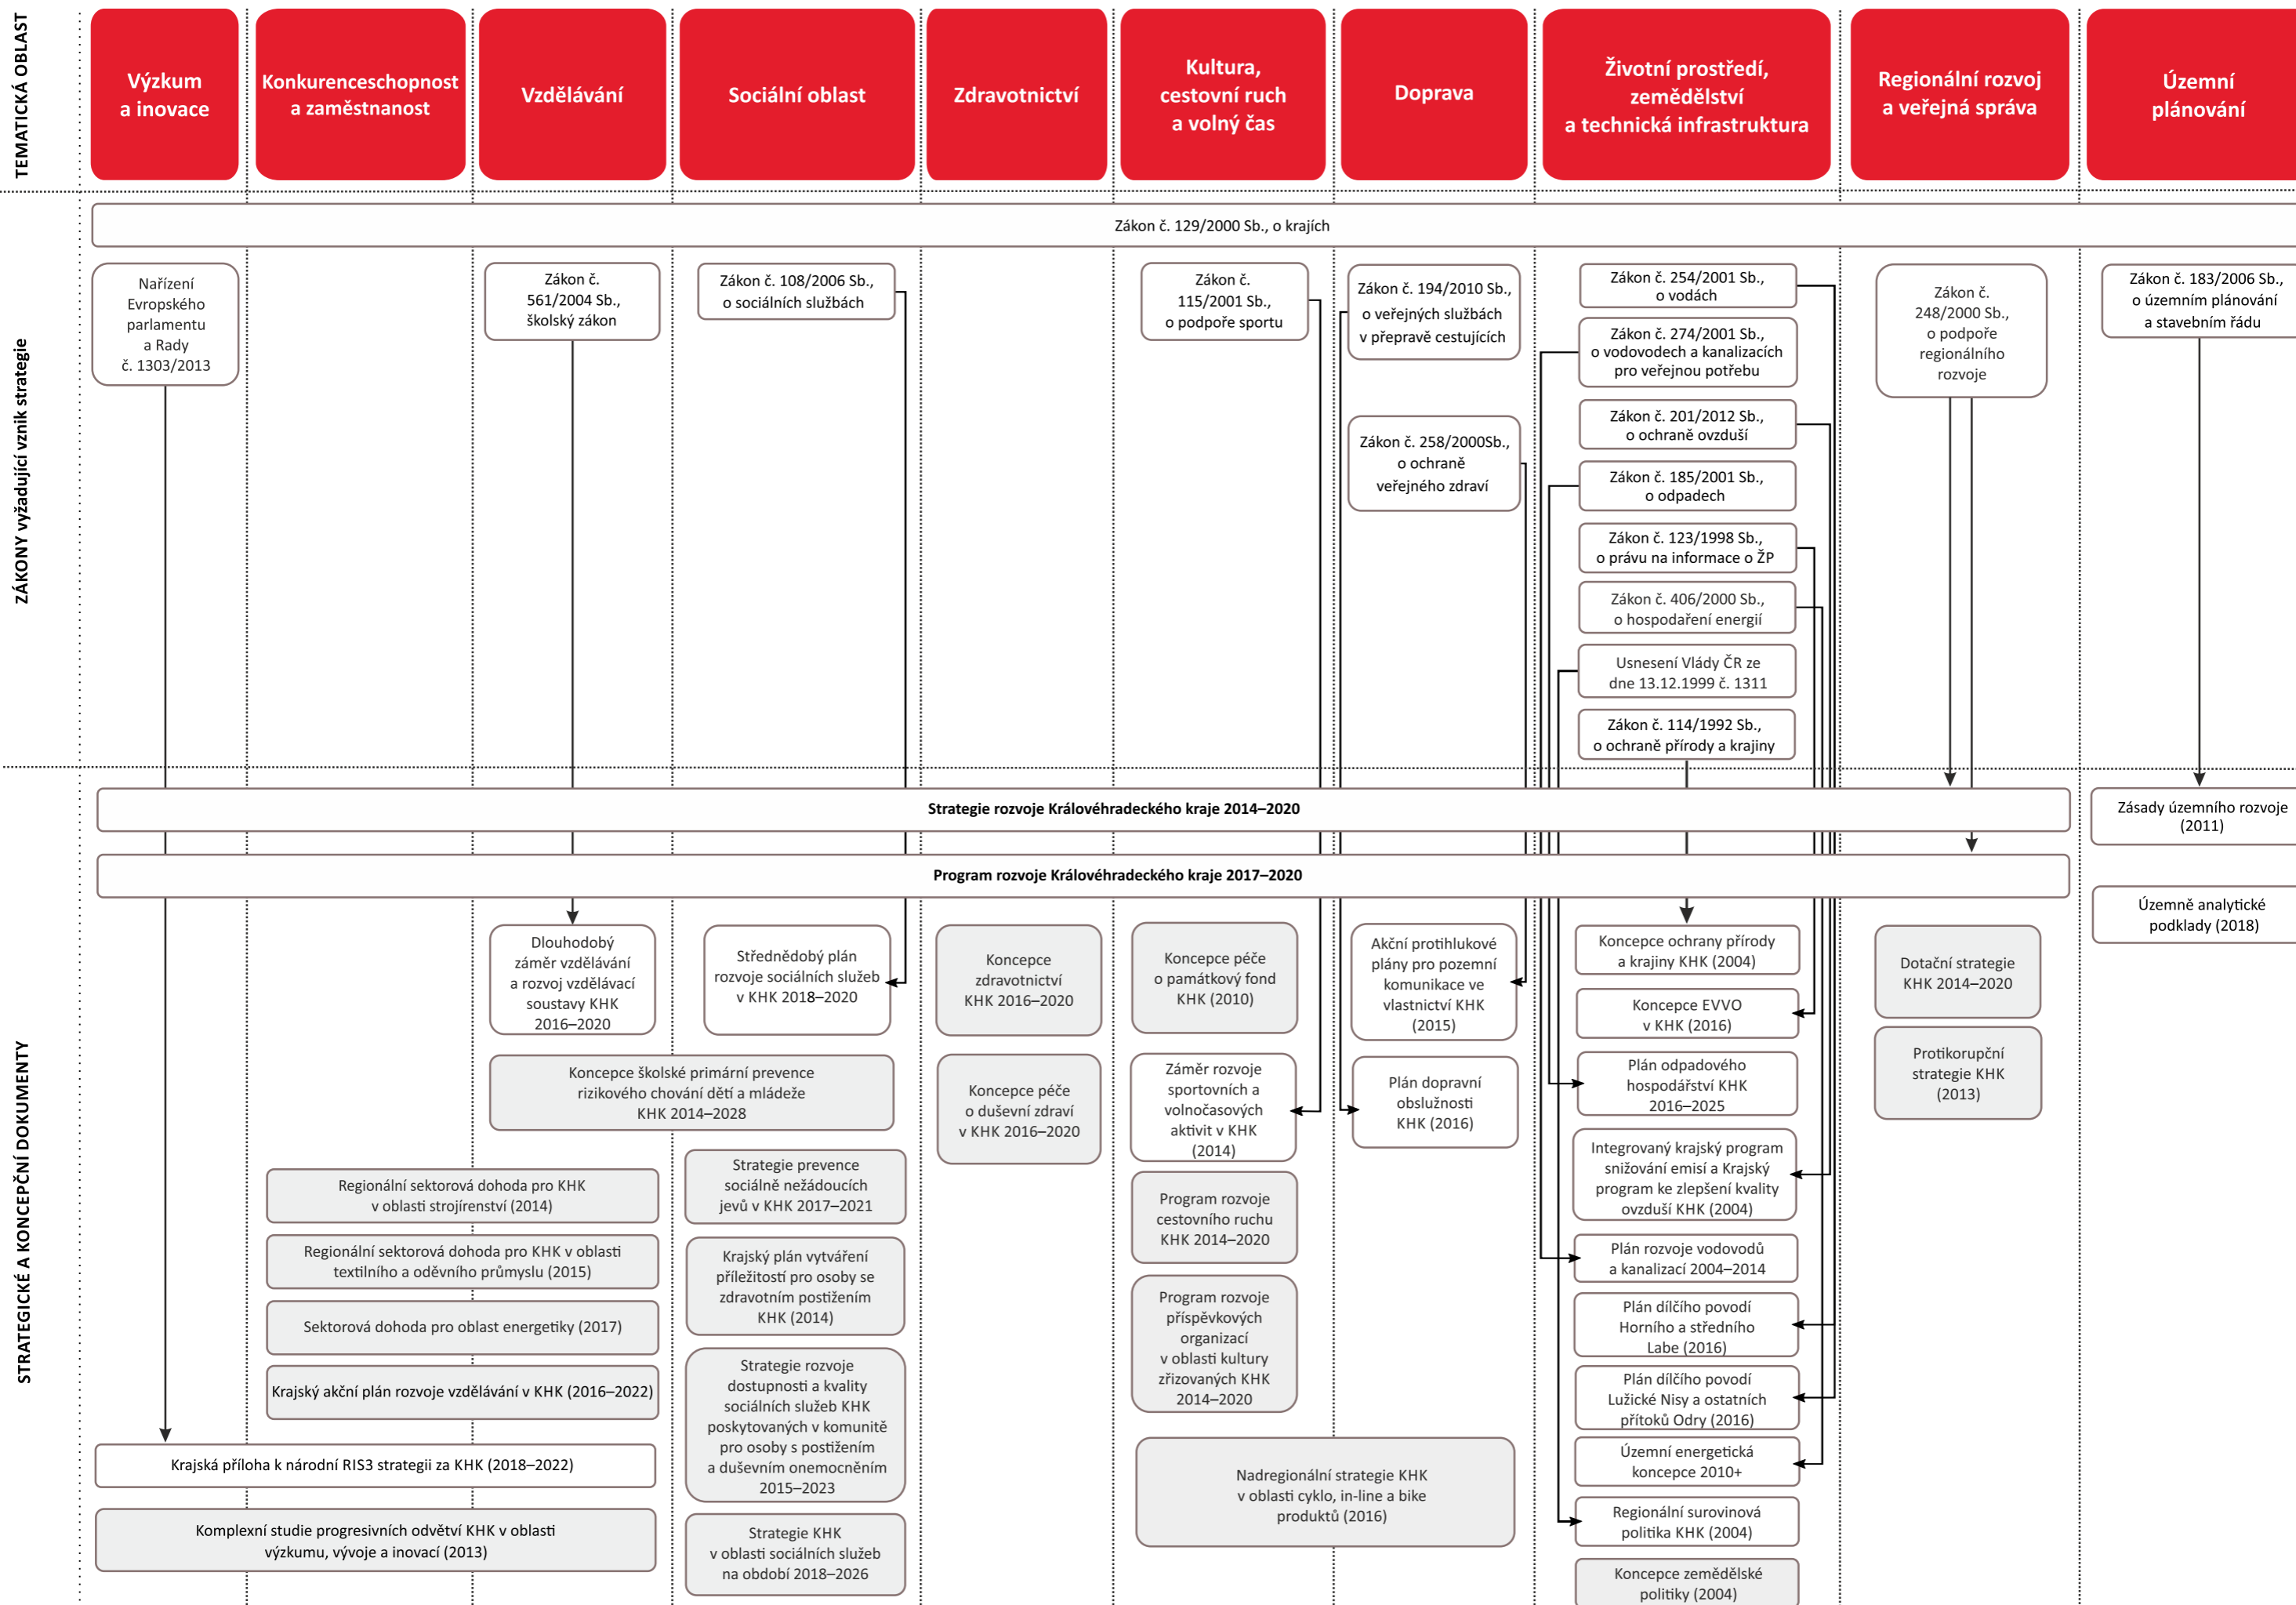 TEMATICKÁ OBLAST
Výzkum
a inovace
Konkurenceschopnost
a zaměstnanost
Vzdělávání
Sociální oblast
Zdravotnictví
Kultura,
cestovní ruch
a volný čas
Doprava
Životní prostředí,
zemědělství
a technická infrastruktura
Regionální rozvoj
a veřejná správa
Územní
plánování
ZÁKONY vyžadující vznik strategie
Zákon č. 129/2000 Sb., o krajích
Nařízení
Evropského
parlamentu
a Rady
č. 1303/2013
Zákon č.
561/2004 Sb.,
školský zákon
Zákon č. 108/2006 Sb.,
o sociálních službách
Zákon č.
115/2001 Sb.,
o podpoře sportu
Zákon č. 194/2010 Sb.,
o veřejných službách
v přepravě cestujících
Zákon č. 258/2000Sb.,
o ochraně
veřejného zdraví
Zákon č. 254/2001 Sb.,
o vodách
Zákon č. 274/2001 Sb.,
o vodovodech a kanalizacích
pro veřejnou potřebu
Zákon č. 201/2012 Sb.,
o ochraně ovzduší
Zákon č. 185/2001 Sb.,
o odpadech
Zákon č. 123/1998 Sb.,
o právu na informace o ŽP
Zákon č. 406/2000 Sb.,
o hospodaření energií
Usnesení Vlády ČR ze
dne 13.12.1999 č. 1311
Zákon č. 114/1992 Sb.,
o ochraně přírody a krajiny
Zákon č.
248/2000 Sb.,
o podpoře
regionálního
rozvoje
Zákon č. 183/2006 Sb.,
o územním plánování
a stavebním řádu
STRATEGICKÉ A KONCEPČNÍ DOKUMENTY
Strategie rozvoje Královéhradeckého kraje 2014–2020
Program rozvoje Královéhradeckého kraje 2017–2020
Zásady územního rozvoje
(2011)
Územně analytické
podklady (2018)
Dlouhodobý
záměr vzdělávání
a rozvoj vzdělávací
soustavy KHK
2016–2020
Střednědobý plán
rozvoje sociálních služeb
v KHK 2018–2020
Koncepce školské primární prevence
rizikového chování dětí a mládeže
KHK 2014–2028
Regionální sektorová dohoda pro KHK
v oblasti strojírenství (2014)
Regionální sektorová dohoda pro KHK v oblasti
textilního a oděvního průmyslu (2015)
Sektorová dohoda pro oblast energetiky (2017)
Krajský akční plán rozvoje vzdělávání v KHK (2016–2022)
Krajská příloha k národní RIS3 strategii za KHK (2018–2022)
Komplexní studie progresivních odvětví KHK v oblasti
výzkumu, vývoje a inovací (2013)
Strategie prevence
sociálně nežádoucích
jevů v KHK 2017–2021
Krajský plán vytváření
příležitostí pro osoby se
zdravotním postižením
KHK (2014)
Strategie rozvoje
dostupnosti a kvality
sociálních služeb KHK
poskytovaných v komunitě
pro osoby s postižením
a duševním onemocněním
2015–2023
Strategie KHK
v oblasti sociálních služeb
na období 2018–2026
Koncepce
zdravotnictví
KHK 2016–2020
Koncepce péče
o duševní zdraví
v KHK 2016–2020
Koncepce péče
o památkový fond
KHK (2010)
Záměr rozvoje
sportovních a
volnočasových
aktivit v KHK
(2014)
Program rozvoje
cestovního ruchu
KHK 2014–2020
Program rozvoje
příspěvkových
organizací
v oblasti kultury
zřizovaných KHK
2014–2020
Nadregionální strategie KHK
v oblasti cyklo, in-line a bike
produktů (2016)
Akční protihlukové
plány pro pozemní
komunikace ve
vlastnictví KHK
(2015)
Plán dopravní
obslužnosti
KHK (2016)
Koncepce ochrany přírody
a krajiny KHK (2004)
Koncepce EVVO
v KHK (2016)
Plán odpadového
hospodářství KHK
2016–2025
Integrovaný krajský program
snižování emisí a Krajský
program ke zlepšení kvality
ovzduší KHK (2004)
Plán rozvoje vodovodů
a kanalizací 2004–2014
Plán dílčího povodí
Horního a středního
Labe (2016)
Plán dílčího povodí
Lužické Nisy a ostatních
přítoků Odry (2016)
Územní energetická
koncepce 2010+
Regionální surovinová
politika KHK (2004)
Koncepce zemědělské
politiky (2004)
Dotační strategie
KHK 2014–2020
Protikorupční
strategie KHK
(2013)